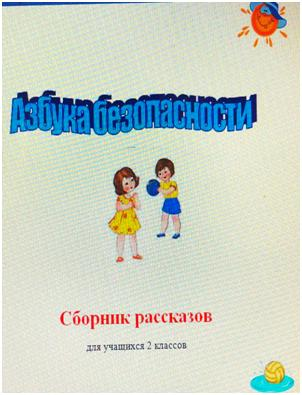 Азбука безопасности
Сборник рассказов
для учащихся 2 классов